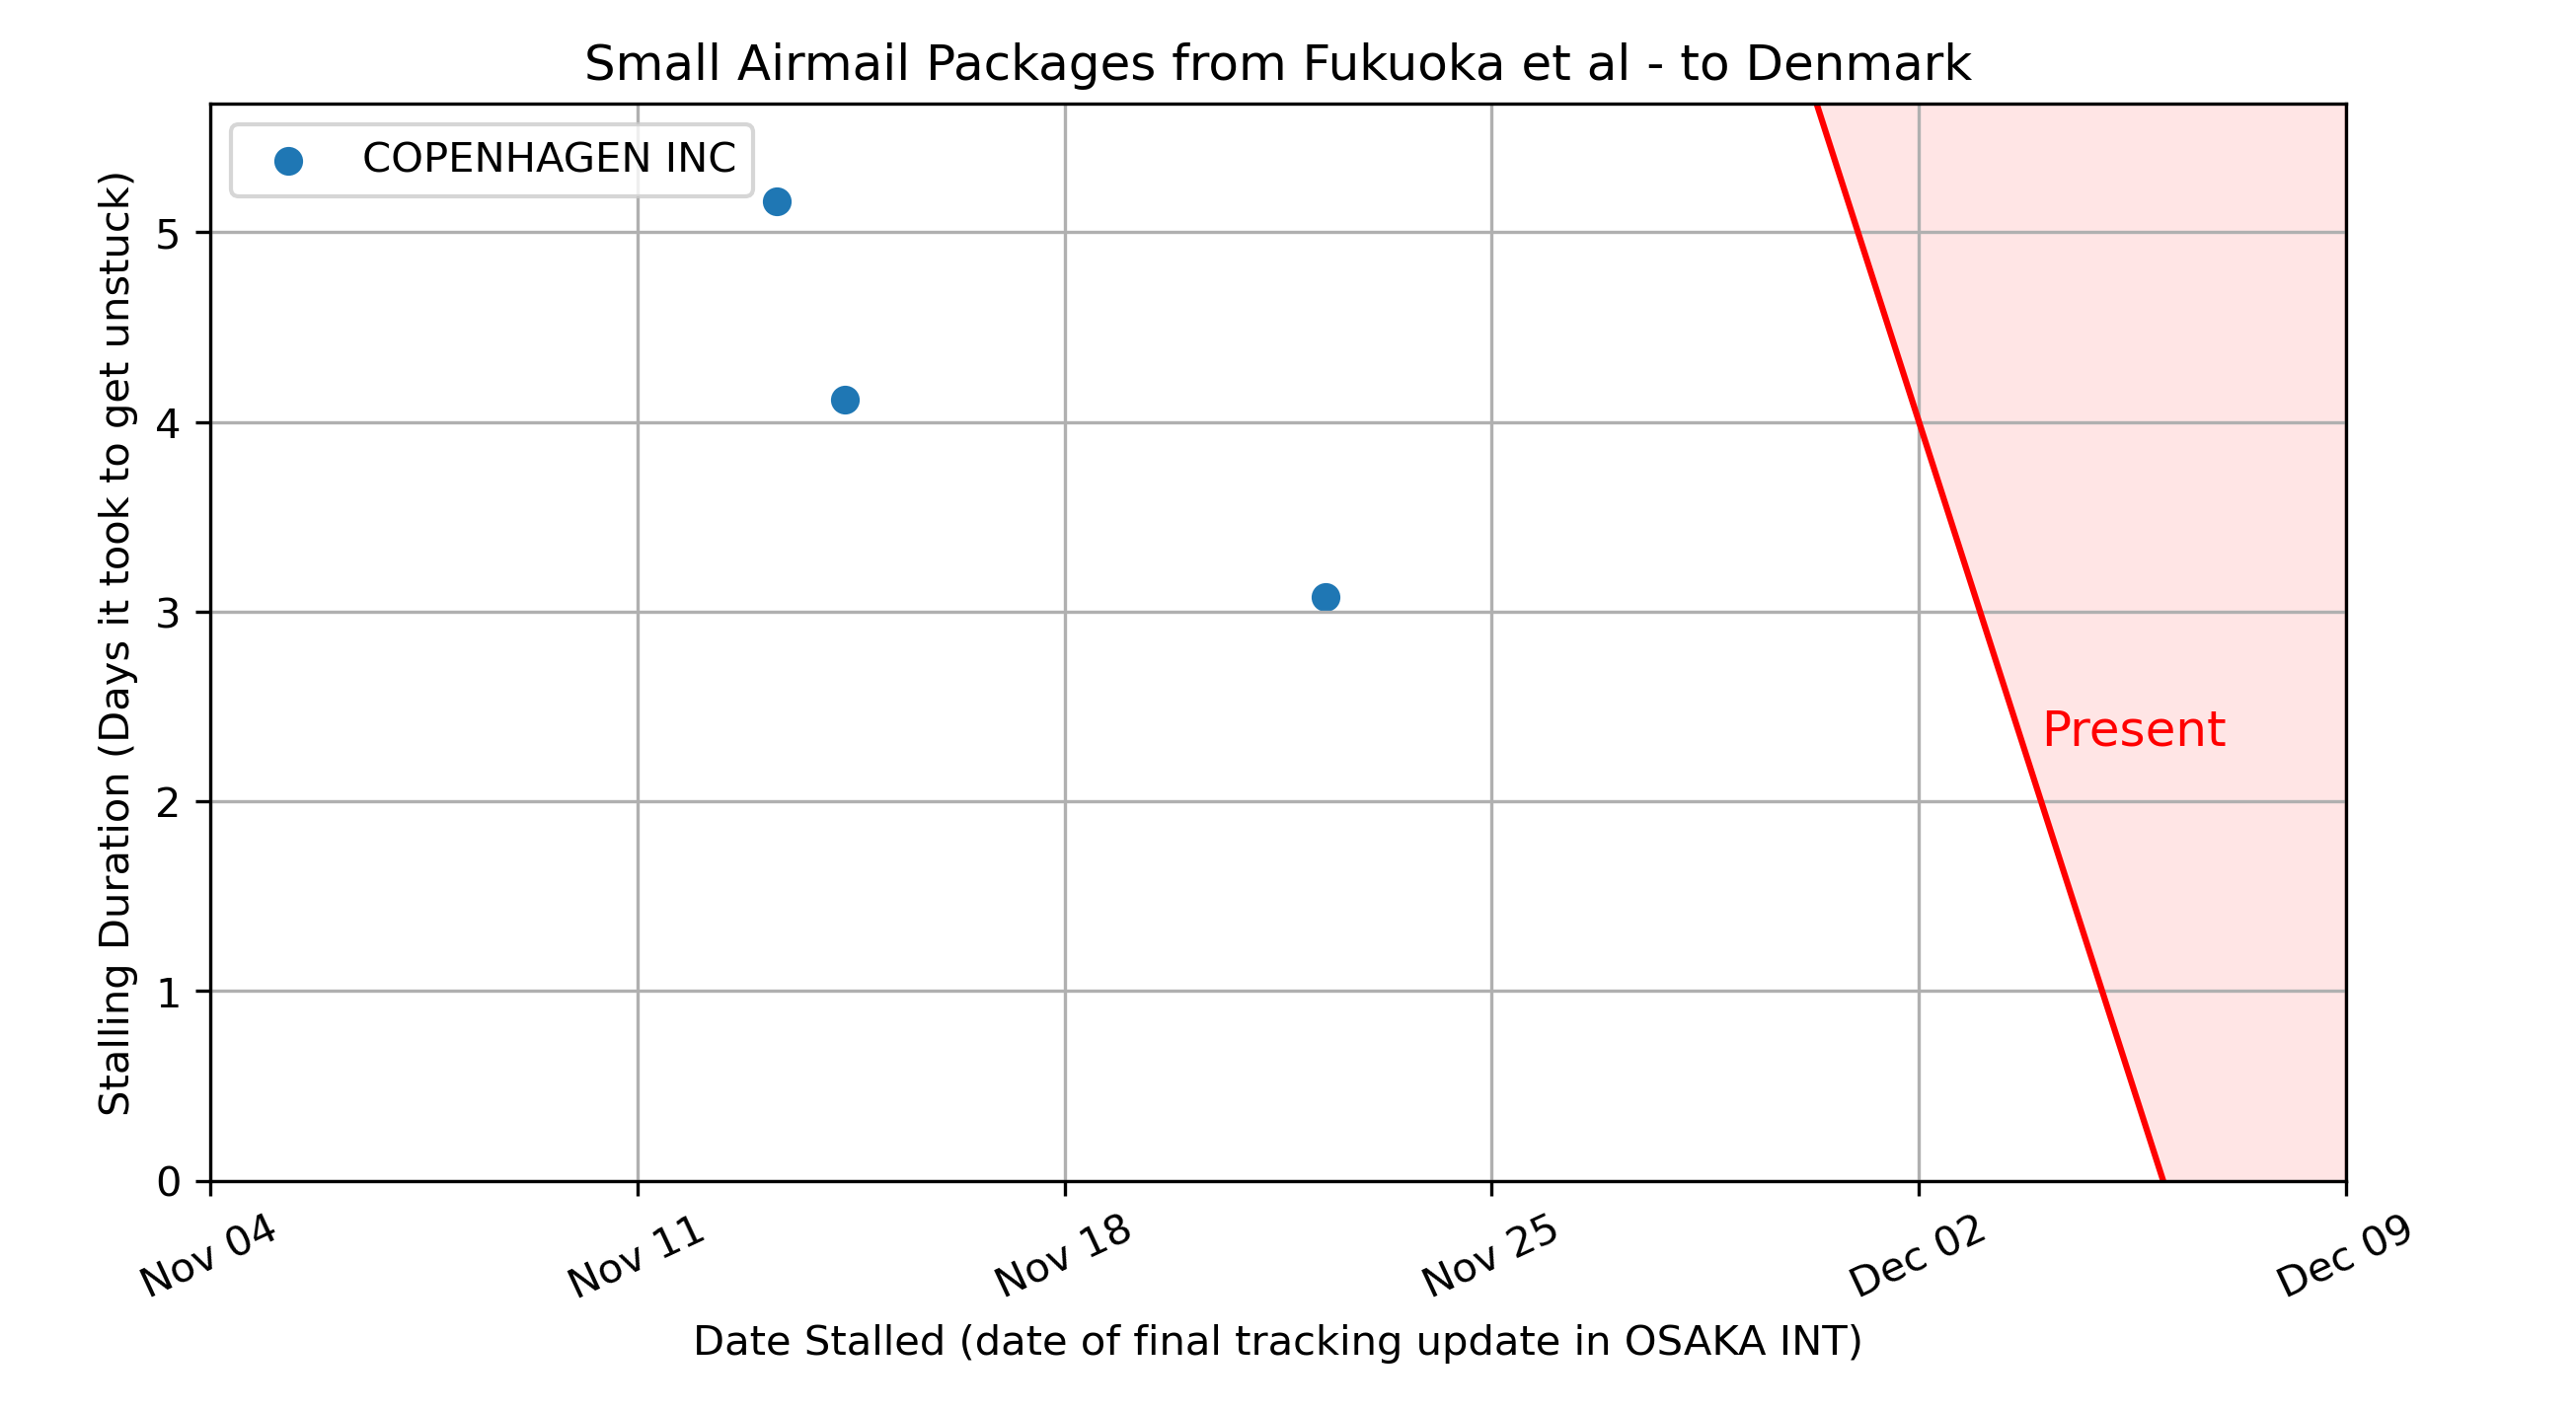 Small Airmail Packages from Fukuoka et al - to Denmark
COPENHAGEN INC
Stalling Duration (Days it took to get unstuck)
5
4
3
2
1
0
Present
Nov 04
Nov 11
Nov 18
Nov 25
Dec 02
Dec 09
Date Stalled (date of final tracking update in OSAKA INT)